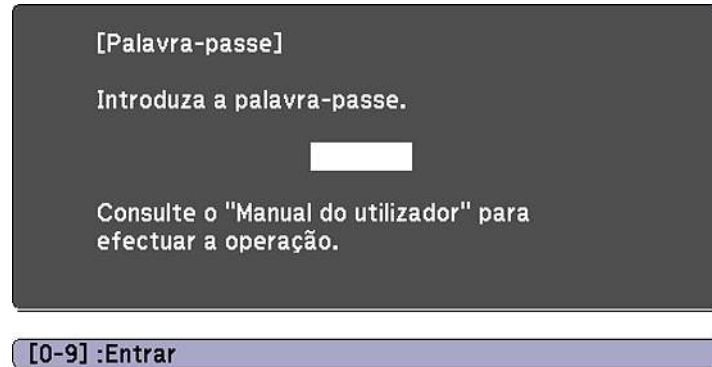 [Palavra-passe]
Introduza a palavra-passe.
Consulte o "Manual do utilizador" para
efectuar a operação.
[0-9] :Entrar